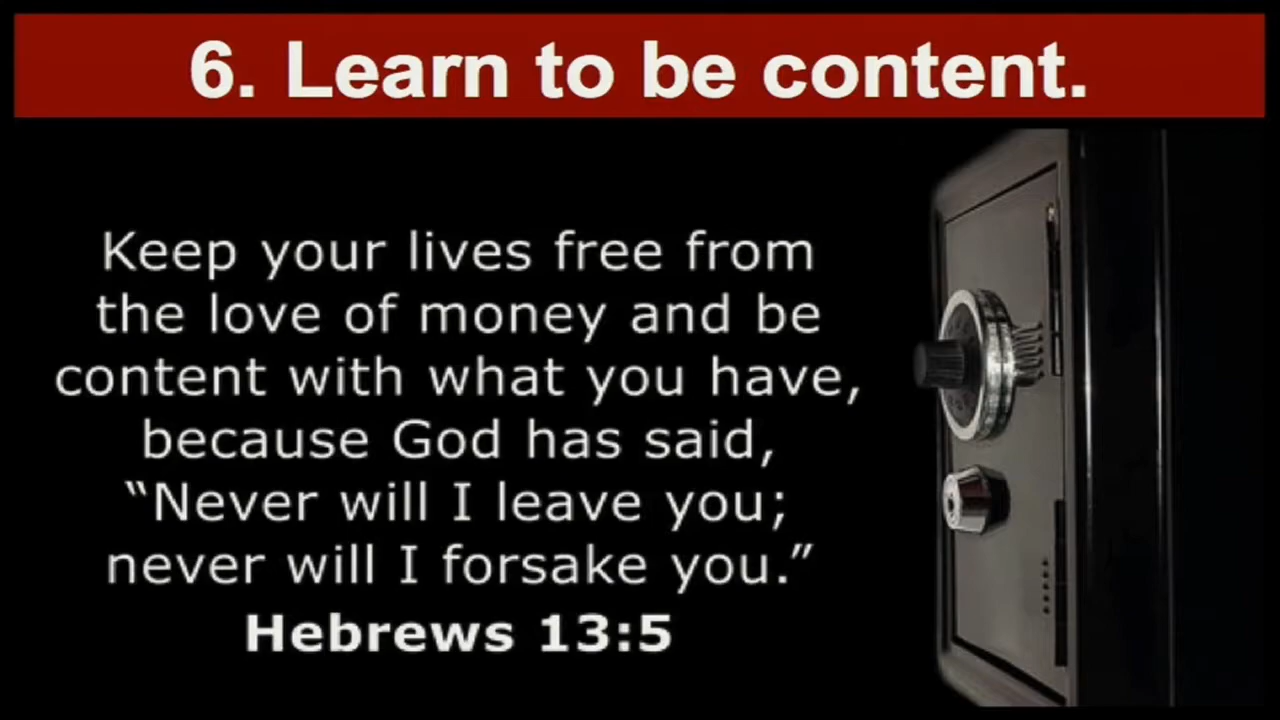 6. Learn to be content.
Keep your lives free from
the love of money and be
content with what you have,
because God has said,
“Never will I leave you;
never will I forsake you.”
Hebrews 13:5